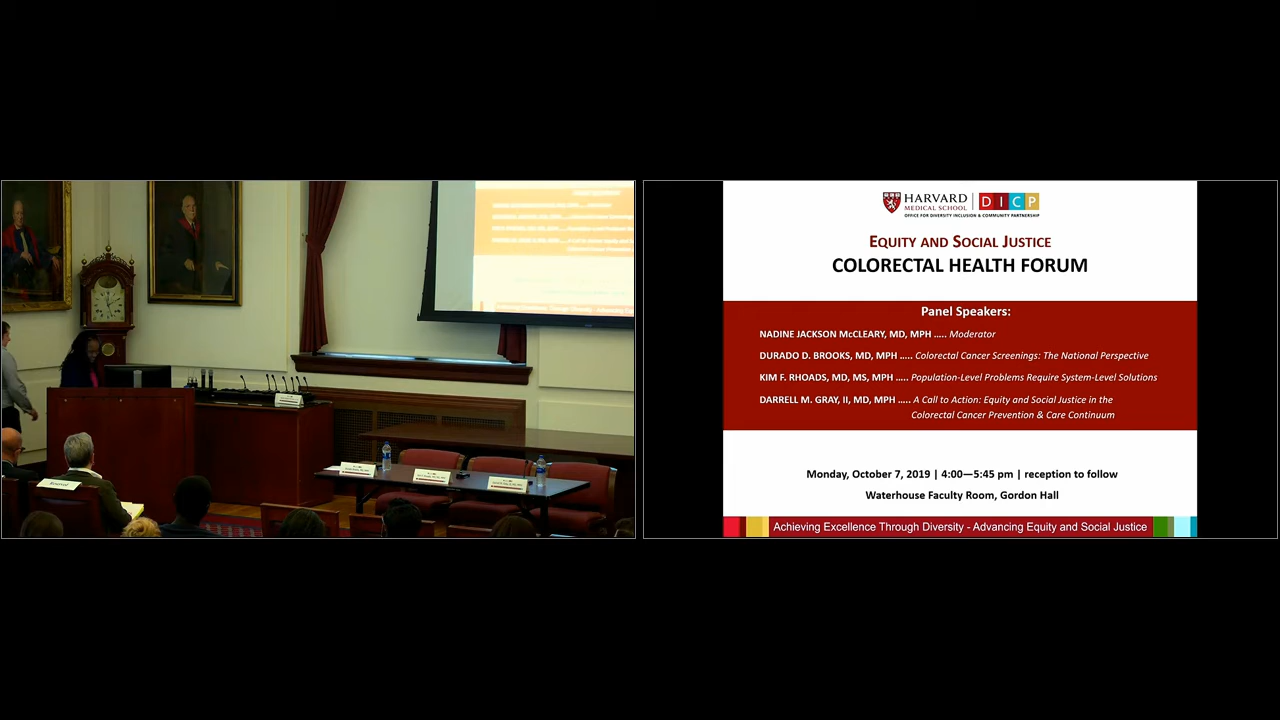 Reserved
HARVARD
MEDICAL SCHOOL
DICP
OFFICE FOR DIVERSITY INCLUSION & COMMUNITY PARTNERSHIP
EQUITY AND SOCIAL JUSTICE
COLORECTAL HEALTH FORUM
Panel Speakers:
NADINE JACKSON McCLEARY, MD, MPH ..... Moderator
DURADO D. BROOKS, MD, MPH ..... Colorectal Cancer Screenings: The National Perspective
KIM F. RHOADS, MD, MS, MPH ..... Population-Level Problems Require System-Level Solutions
DARRELL M. GRAY, II, MD, MPH ..... A Call to Action: Equity and Social Justice in the
Colorectal Cancer Prevention & Care Continuum
Monday, October 7, 2019 | 4:00—5:45 pm | reception to follow
Waterhouse Faculty Room, Gordon Hall
Achieving Excellence Through Diversity - Advancing Equity and Social Justice